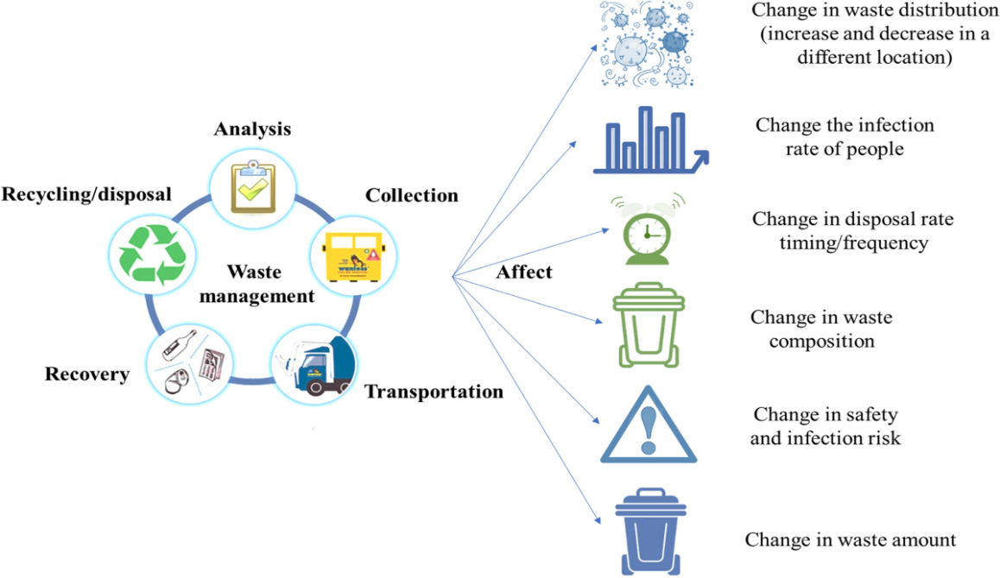 Analysis
Recycling/disposal
Collection
Waste
management
wanless
Recovery
Transportation
Affect
Change in waste distribution
(increase and decrease in a
different location)
Change the infection
rate of people
Change in disposal rate
timing/frequency
Change in waste
composition
Change in safety
and infection risk
Change in waste amount